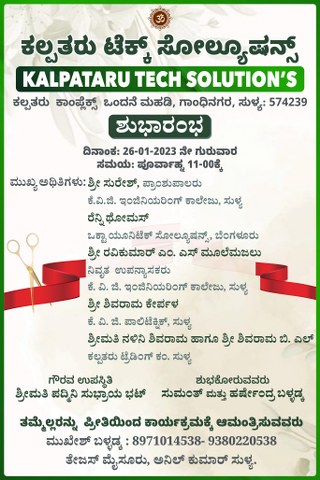 ಕಲ್ಪತರು ಟೆಕ್ಕ್ ಸೋಲ್ಯೂಷನ್ಸ್
KALPATARU TECH SOLUTION'S
ಕಲ್ಪತರು ಕಾಂಪ್ಲೆಕ್ಸ್ ಒಂದನೆ ಮಹಡಿ, ಗಾಂಧಿನಗರ, ಸುಳ್ಯ: 574239
ಶುಭಾರಂಭ
ದಿನಾಂಕ: 26-01-2023 ನೇ ಗುರುವಾರ
ಸಮಯ: ಪೂರ್ವಾಹ್ನ 11-00ಕ್ಕೆ
ಮುಖ್ಯ ಅಥಿತಿಗಳು: ಶ್ರೀ ಸುರೇಶ್, ಪ್ರಾಂಶುಪಾಲರು
ಕೆ.ವಿ.ಜಿ. ಇಂಜಿನಿಯರಿಂಗ್ ಕಾಲೇಜು, ಸುಳ್ಯ
ರೆನ್ನಿ ಥೋಮಸ್
ಒಕ್ಟಾ ಯೂನಿಟೆಕ್ ಸೋಲ್ಯೂಷನ್ಸ್, ಬೆಂಗಳೂರು
ಶ್ರೀ ರವಿಕುಮಾರ್ ಎಂ. ಎಸ್ ಮೂಲೆಮಜಲು
ನಿವೃತ ಉಪನ್ಯಾಸಕರು
ಕೆ. ವಿ. ಜಿ. ಇಂಜಿನಿಯರಿಂಗ್ ಕಾಲೇಜು, ಸುಳ್ಯ
ಶ್ರೀ ಶಿವರಾಮ ಕೇರ್ಪಳ
ಕೆ. ವಿ. ಜಿ. ಪಾಲಿಟೆಕ್ನಿಕ್, ಸುಳ್ಯ
ಶ್ರೀಮತಿ ನಳಿನಿ ಶಿವರಾಮ ಹಾಗೂ ಶ್ರೀ ಶಿವರಾಮ ಬಿ. ಎಲ್
ಕಲ್ಪತರು ಟ್ರೆಡಿಂಗ್ ಕಂ. ಸುಳ್ಯ
ಗೌರವ ಉಪಸ್ಥಿತಿ
ಶ್ರೀಮತಿ ಪದ್ಮಿನಿ ಸುಬ್ರಾಯ ಭಟ್
ಶುಭಕೋರುವವರು
ಸುಮಂತ್ ಮತ್ತು ಹರ್ಷೇಂದ್ರ ಬಳ್ಳಡ್ಕ
ತಮ್ಮೆಲ್ಲರನ್ನು ಪ್ರೀತಿಯಿಂದ ಕಾರ್ಯಕ್ರಮಕ್ಕೆ ಆಮಂತ್ರಿಸುವವರು
ಮುಖೇಶ್ ಬಳ್ಳಡ್ಕ : 8971014538- 9380220538
ತೇಜಸ್ ಮೈಸೂರು, ಅನಿಲ್ ಕುಮಾರ್ ಸುಳ್ಯ.